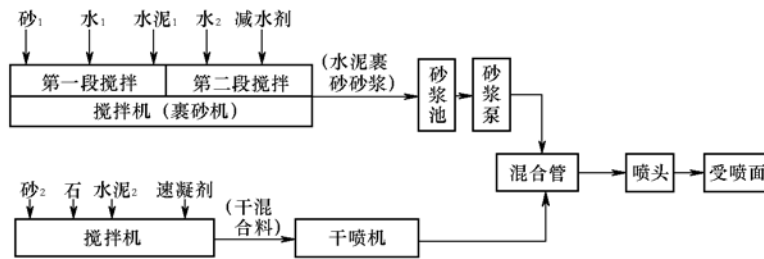 砂₁ 水₁ 水泥₁ 水₂ 减水剂
第一段搅拌 第二段搅拌
搅拌机（裹砂机）
（水泥裹
砂砂浆）
砂
浆
池
砂
浆
泵
混合管
喷头
受喷面
砂₂ 石 水泥₂ 速凝剂
搅拌机
（干混
合料）
干喷机